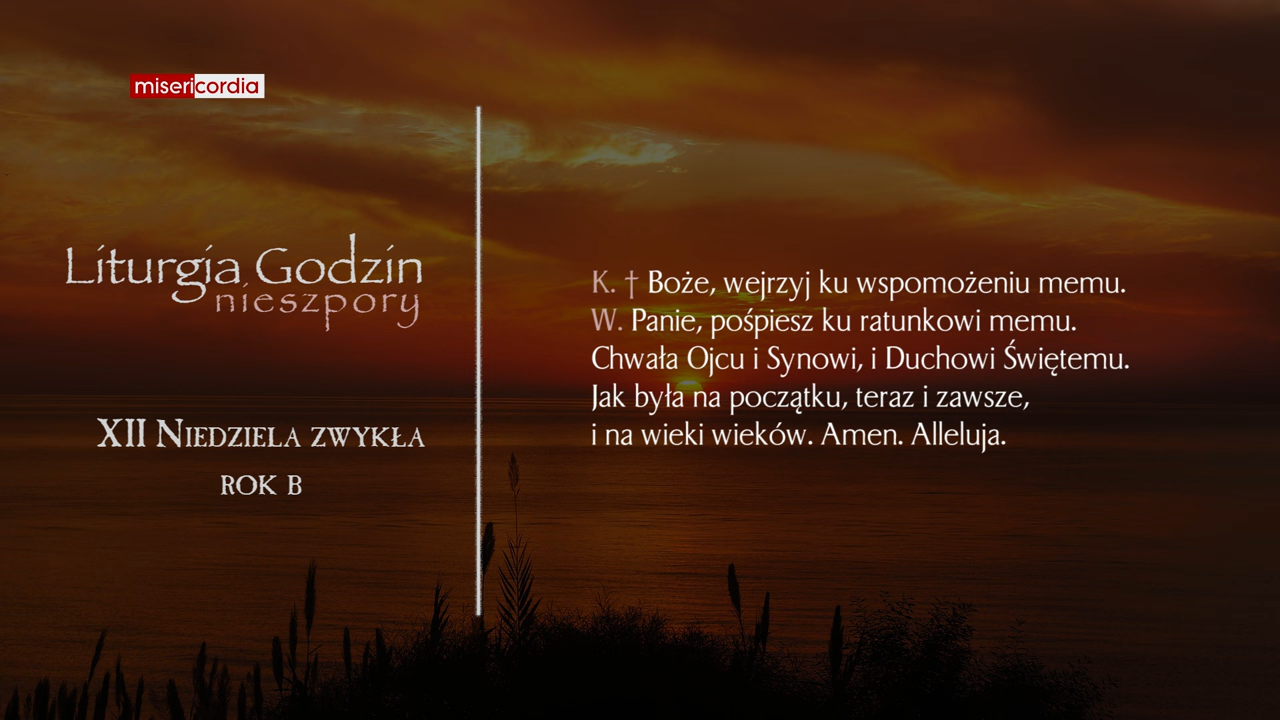 misericordia
Liturgia Godzin
nieszpory
XII Niedziela zwykła
rok B
K. † Boże, wejrzyj ku wspomożeniu memu.
W. Panie, pośpiesz ku ratunkowi memu.
Chwała Ojcu i Synowi, i Duchowi Świętemu.
Jak była na początku, teraz i zawsze,
i na wieki wieków. Amen. Alleluja.